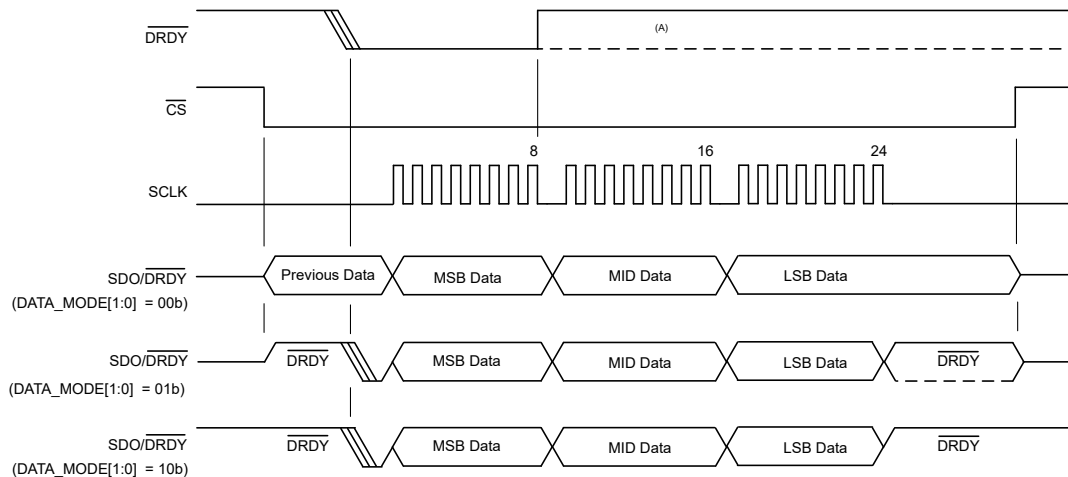 DRDY
(A)
CS
8 16 24
SCLK
SDO/DRDY
(DATA_MODE[1:0] = 00b)
Previous Data MSB Data MID Data LSB Data
SDO/DRDY
(DATA_MODE[1:0] = 01b)
DRDY MSB Data MID Data LSB Data DRDY
SDO/DRDY
(DATA_MODE[1:0] = 10b)
DRDY MSB Data MID Data LSB Data DRDY